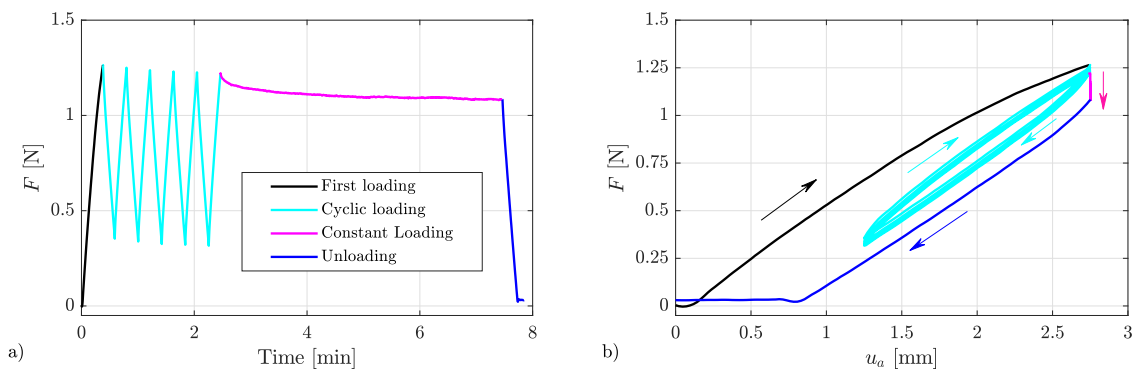 1.5
1
0.5
0
F [N]
0 2 4 6 8
Time [min]
First loading
Cyclic loading
Constant Loading
Unloading
a)
1.5
1.25
1
0.75
0.5
0.25
0
F [N]
0 0.5 1 1.5 2 2.5 3
u_a [mm]
b)